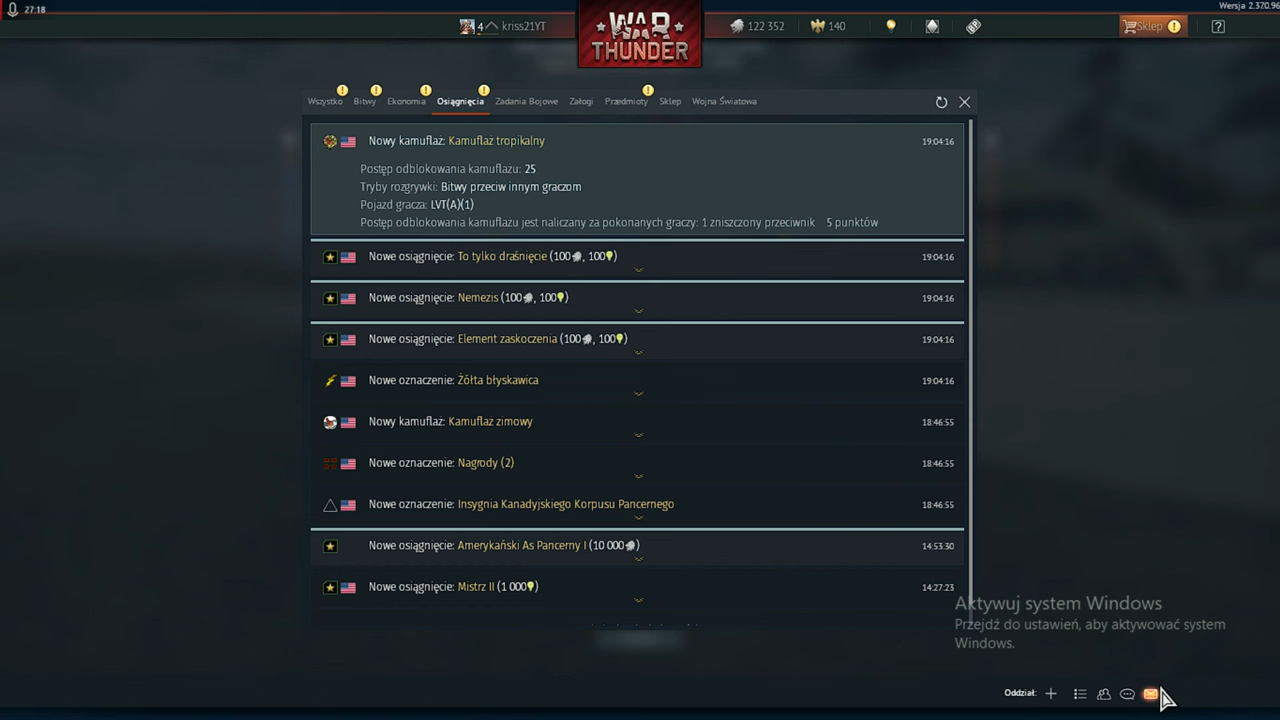 27:18
Wersja 2.370.96
4 kriss21YT
WAR THUNDER
122 352
140
Sklep
?
Wszystko Bitwy Ekonomia Osiągnięcia Zadania Bojowe Załogi Przedmioty Sklep Wojna Światowa
Nowy kamuflaż: Kamuflaż tropikalny 19:04:16
Postęp odblokowania kamuflażu: 25
Tryby rozgrywki: Bitwy przeciw innym graczom
Pojazd gracza: LVT(A)(1)
Postęp odblokowania kamuflażu jest naliczany za pokonanych graczy: 1 zniszczony przeciwnik 5 punktów
Nowe osiągnięcie: To tylko draśnięcie (100, 100) 19:04:16
Nowe osiągnięcie: Nemezis (100, 100) 19:04:16
Nowe osiągnięcie: Element zaskoczenia (100, 100) 19:04:16
Nowe oznaczenie: Żółta błyskawica 19:04:16
Nowy kamuflaż: Kamuflaż zimowy 18:46:55
Nowe oznaczenie: Nagrody (2) 18:46:55
Nowe oznaczenie: Insygnia Kanadyjskiego Korpusu Pancernego 18:46:55
Nowe osiągnięcie: Amerykański As Pancerny I (10 000) 14:53:30
Nowe osiągnięcie: Mistrz II (1 000) 14:27:23
Aktywuj system Windows
Przejdź do ustawień, aby aktywować system
Windows.
Oddział: